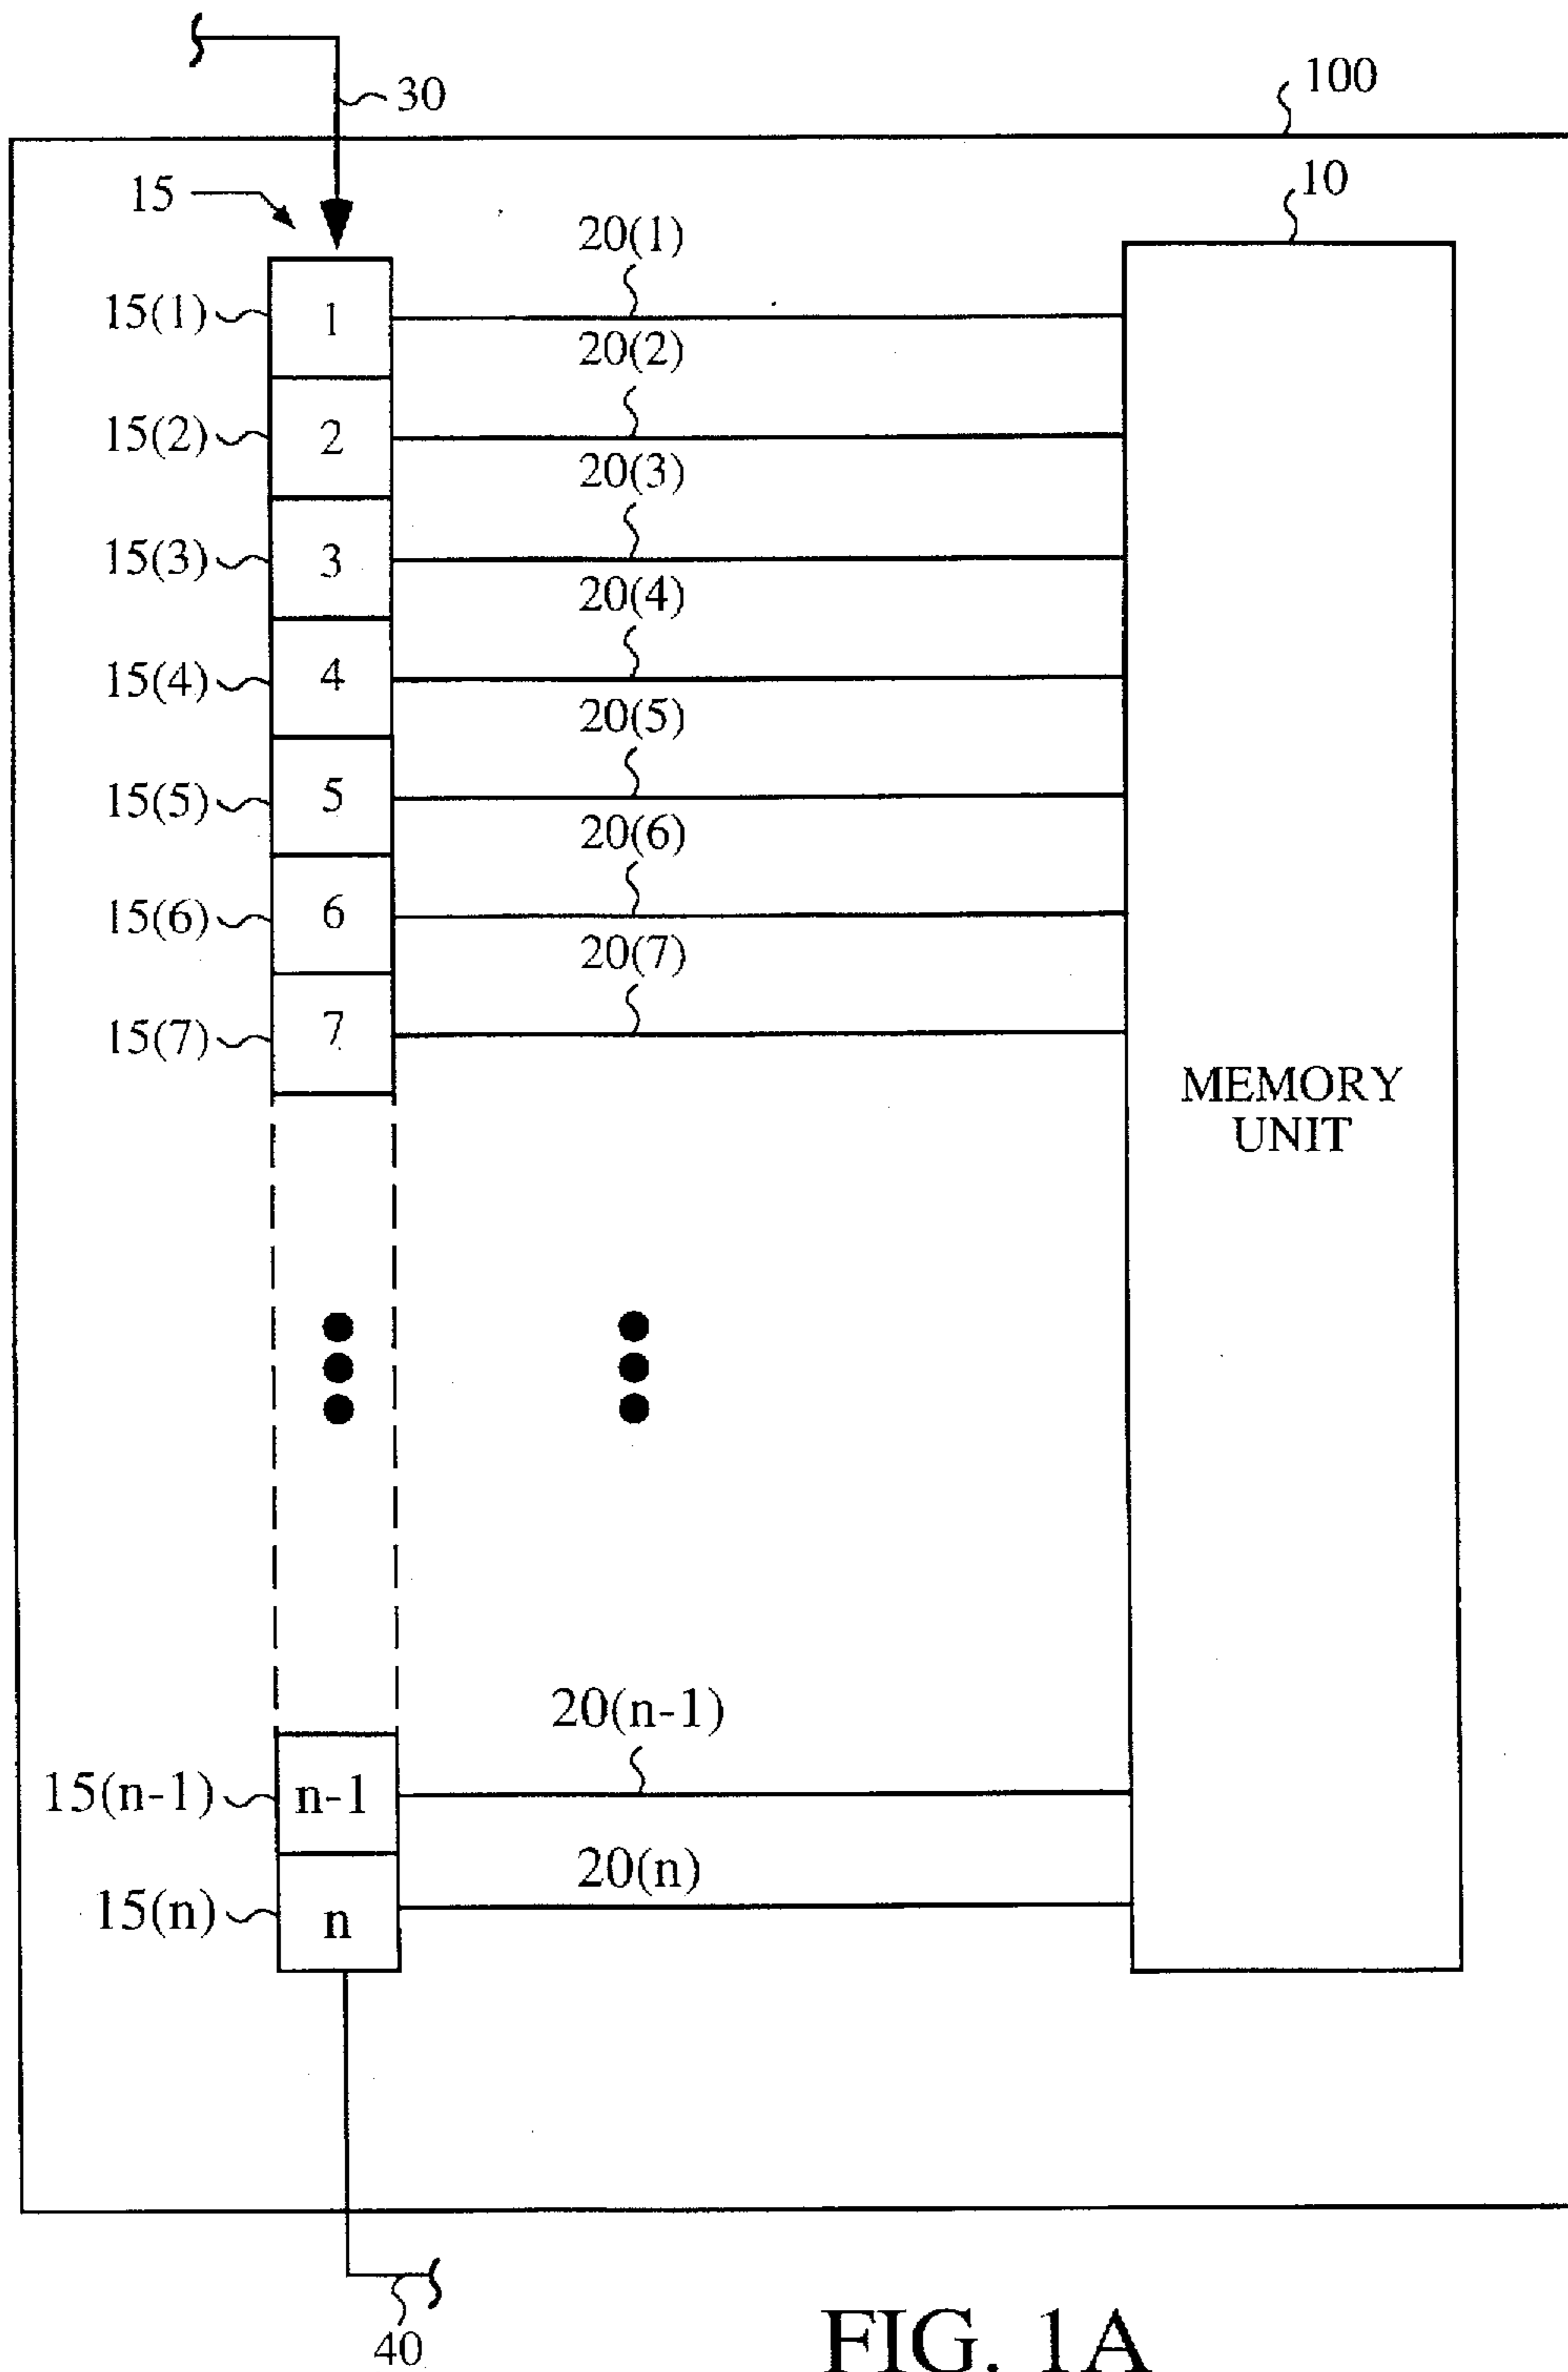 30
100
15
10
20(1)
15(1) 1
20(2)
15(2) 2
20(3)
15(3) 3
20(4)
15(4) 4
20(5)
15(5) 5
20(6)
15(6) 6
20(7)
15(7) 7
MEMORY
UNIT
20(n-1)
15(n-1) n-1
20(n)
15(n) n
40
FIG. 1A